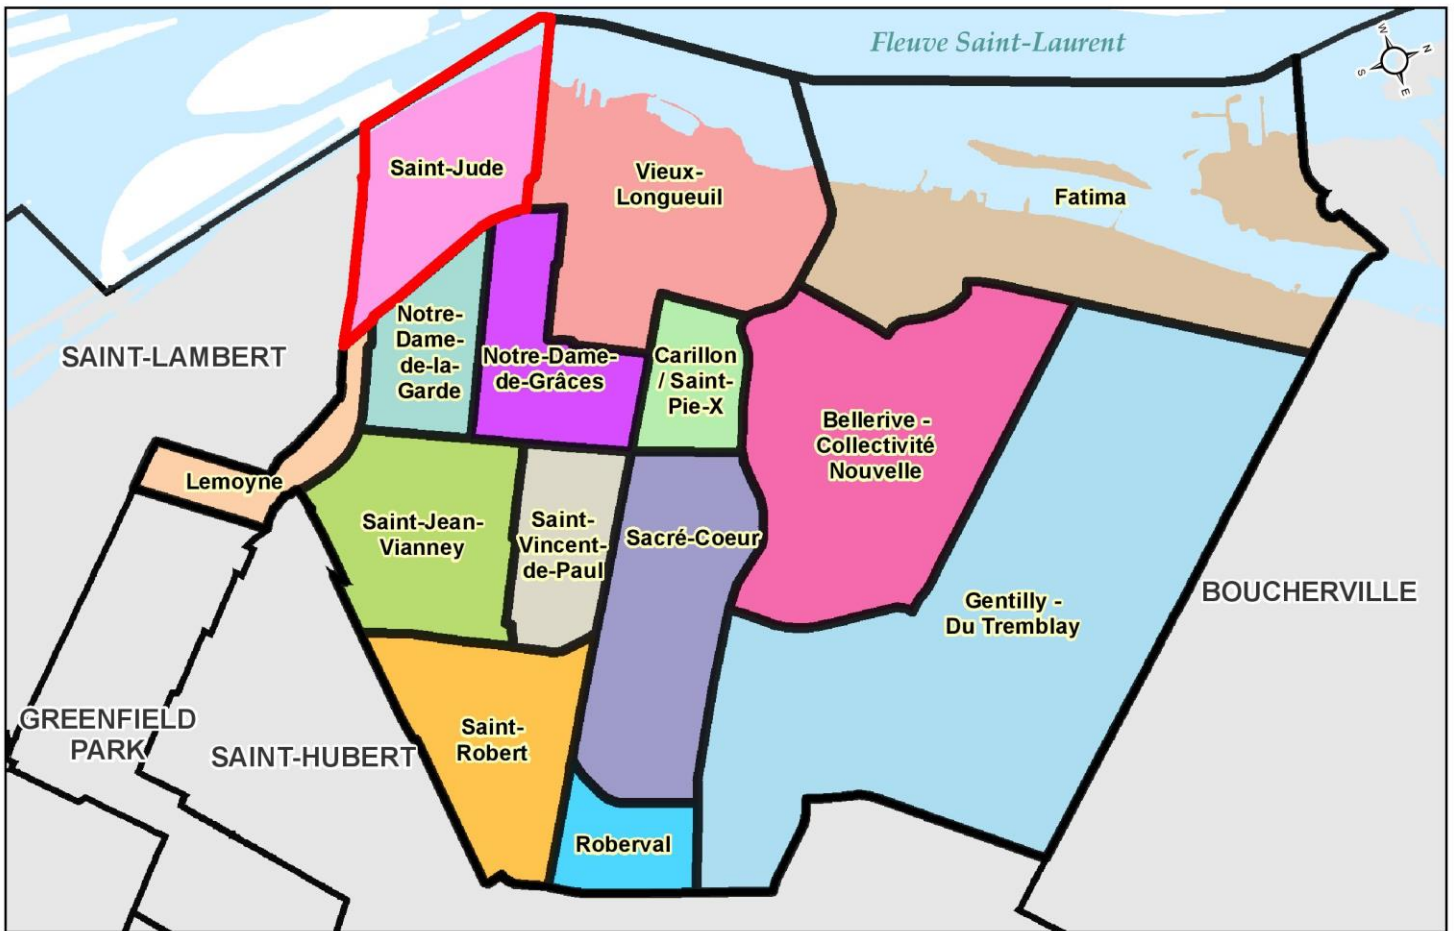 Fleuve Saint-Laurent
W
N
S
E
Saint-Jude
Vieux-
Longueuil
Fatima
Notre-
Dame-
de-la-
Garde
Notre-Dame-
de-Grâces
Carillon
/ Saint-
Pie-X
SAINT-LAMBERT
Bellerive -
Collectivité
Nouvelle
Lemoyne
Saint-Jean-
Vianney
Saint-
Vincent-
de-Paul
Sacré-Coeur
BOUCHERVILLE
Gentilly -
Du Tremblay
GREENFIELD
PARK
SAINT-HUBERT
Saint-
Robert
Roberval